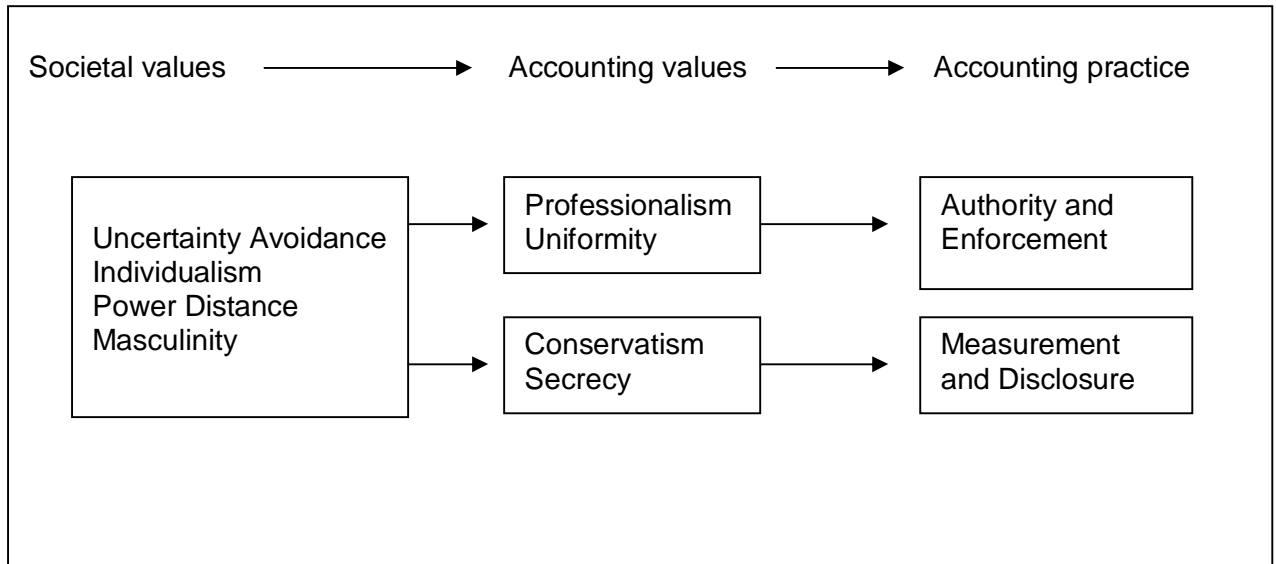 Societal values
Accounting values
Accounting practice
Uncertainty Avoidance
Individualism
Power Distance
Masculinity
Professionalism
Uniformity
Authority and
Enforcement
Conservatism
Secrecy
Measurement
and Disclosure